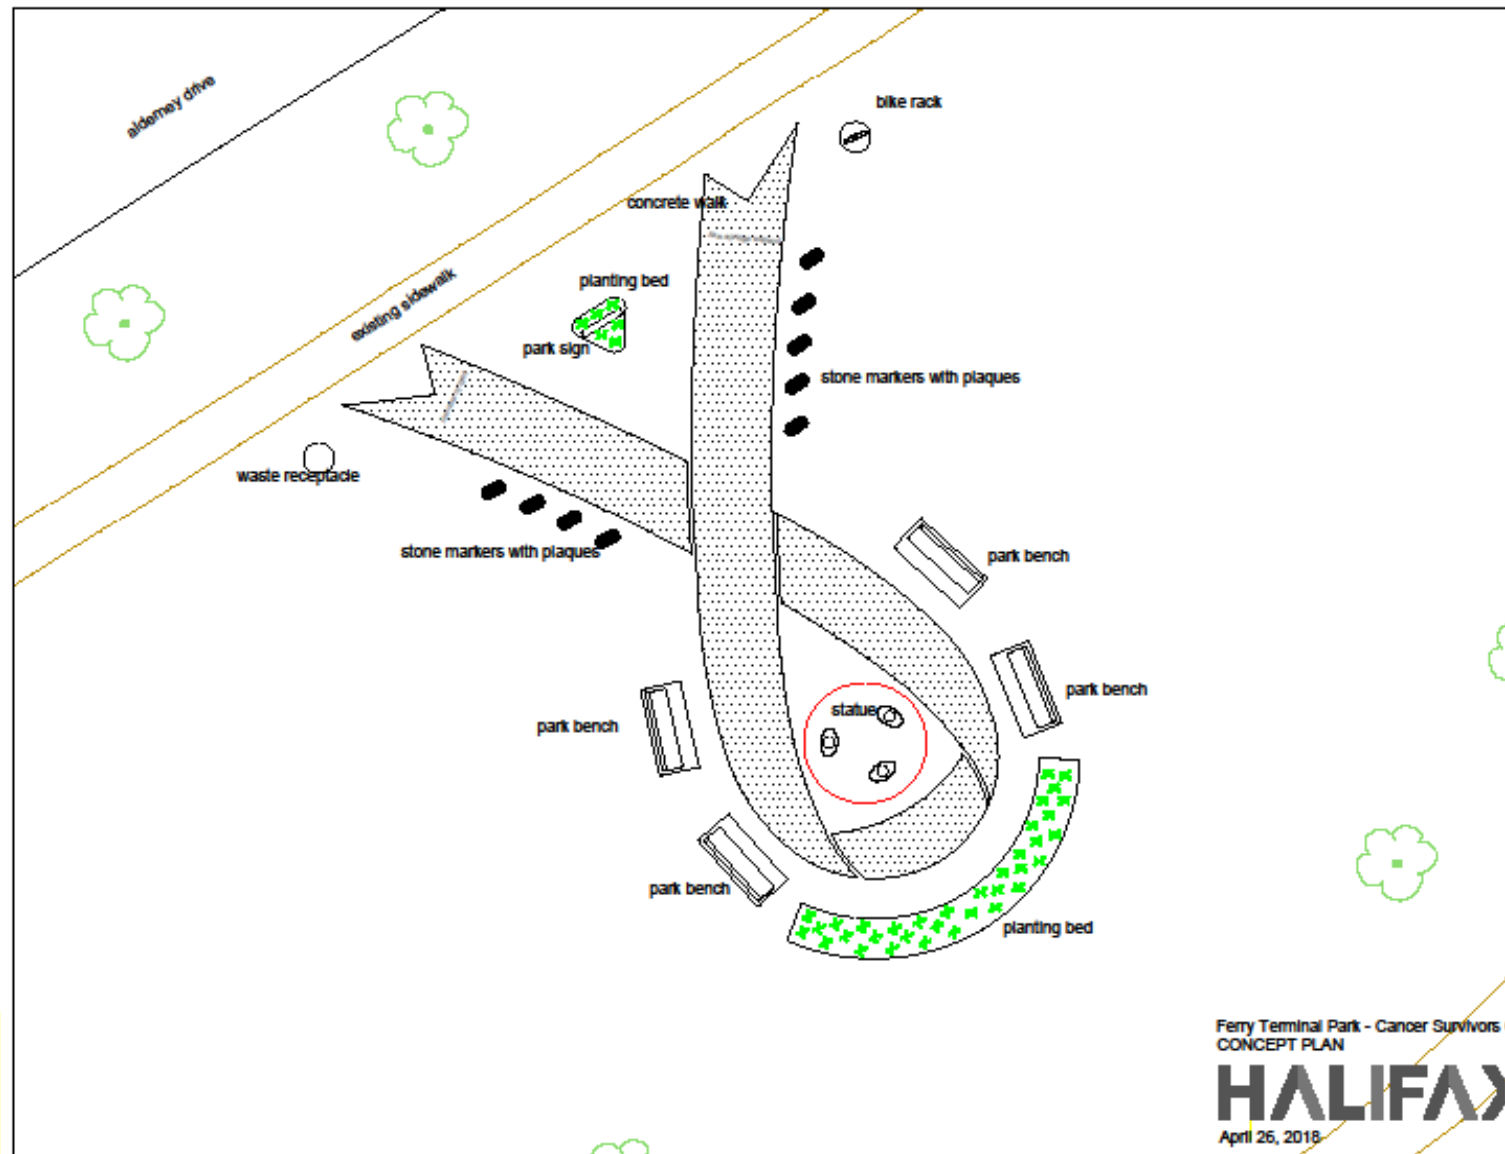 alderney drive
bike rack
concrete walk
planting bed
existing sidewalk
park sign
stone markers with plaques
waste receptacle
stone markers with plaques
park bench
park bench
statue
park bench
park bench
planting bed
Ferry Terminal Park - Cancer Survivors
CONCEPT PLAN
HALIFAX
April 26, 2018